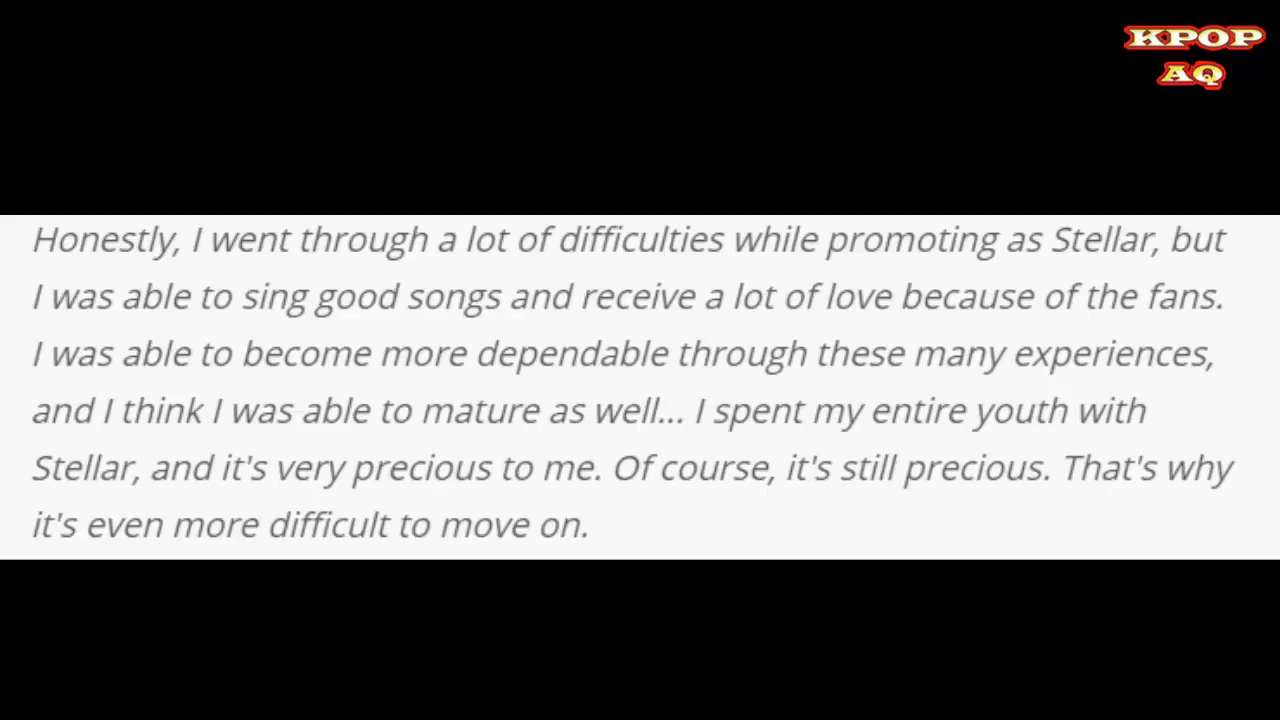 KPOP
AQ
Honestly, I went through a lot of difficulties while promoting as Stellar, but
I was able to sing good songs and receive a lot of love because of the fans.
I was able to become more dependable through these many experiences,
and I think I was able to mature as well... I spent my entire youth with
Stellar, and it's very precious to me. Of course, it's still precious. That's why
it's even more difficult to move on.